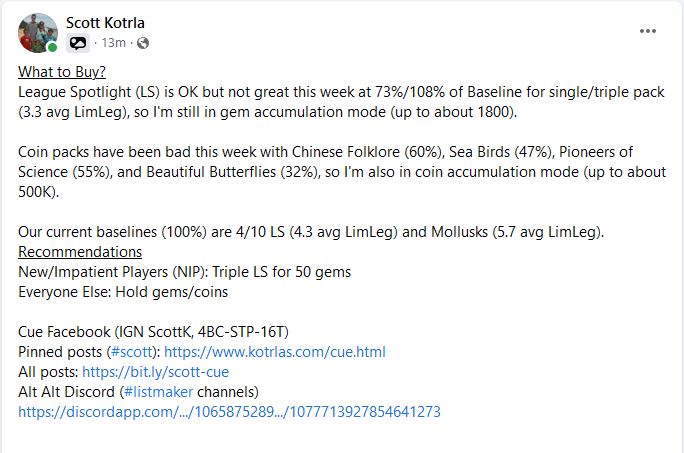 Scott Kotrla
· 13m ·
What to Buy?
League Spotlight (LS) is OK but not great this week at 73%/108% of Baseline for single/triple pack
(3.3 avg LimLeg), so I'm still in gem accumulation mode (up to about 1800).
Coin packs have been bad this week with Chinese Folklore (60%), Sea Birds (47%), Pioneers of
Science (55%), and Beautiful Butterflies (32%), so I'm also in coin accumulation mode (up to about
500K).
Our current baselines (100%) are 4/10 LS (4.3 avg LimLeg) and Mollusks (5.7 avg LimLeg).
Recommendations
New/Impatient Players (NIP): Triple LS for 50 gems
Everyone Else: Hold gems/coins
Cue Facebook (IGN ScottK, 4BC-STP-16T)
Pinned posts (#scott): https://www.kotrlas.com/cue.html
All posts: https://bit.ly/scott-cue
Alt Alt Discord (#listmaker channels)
https://discordapp.com/.../1065875289.../1077713927854641273